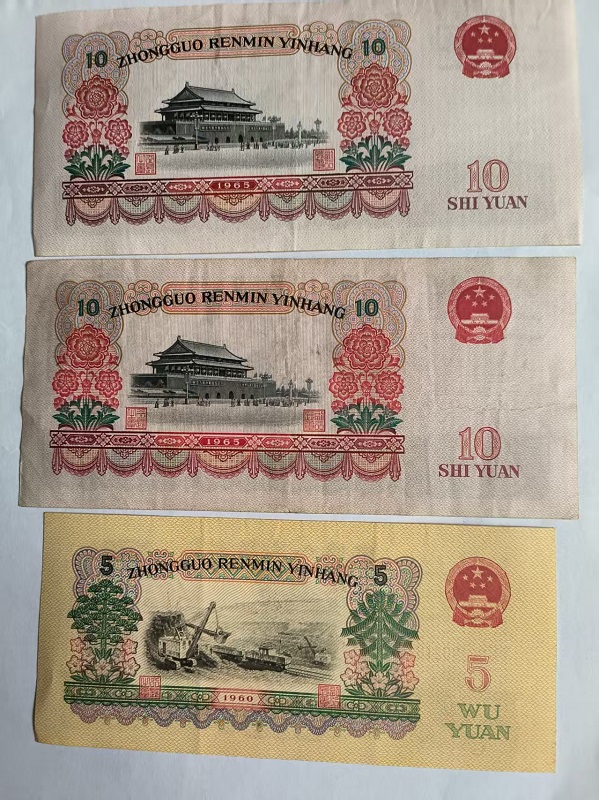 10 ZHONGGUO RENMIN YINHANG 10
1965
10
SHI YUAN
10 ZHONGGUO RENMIN YINHANG 10
1965
10
SHI YUAN
5 ZHONGGUO RENMIN YINHANG 5
1960
5
WU
YUAN